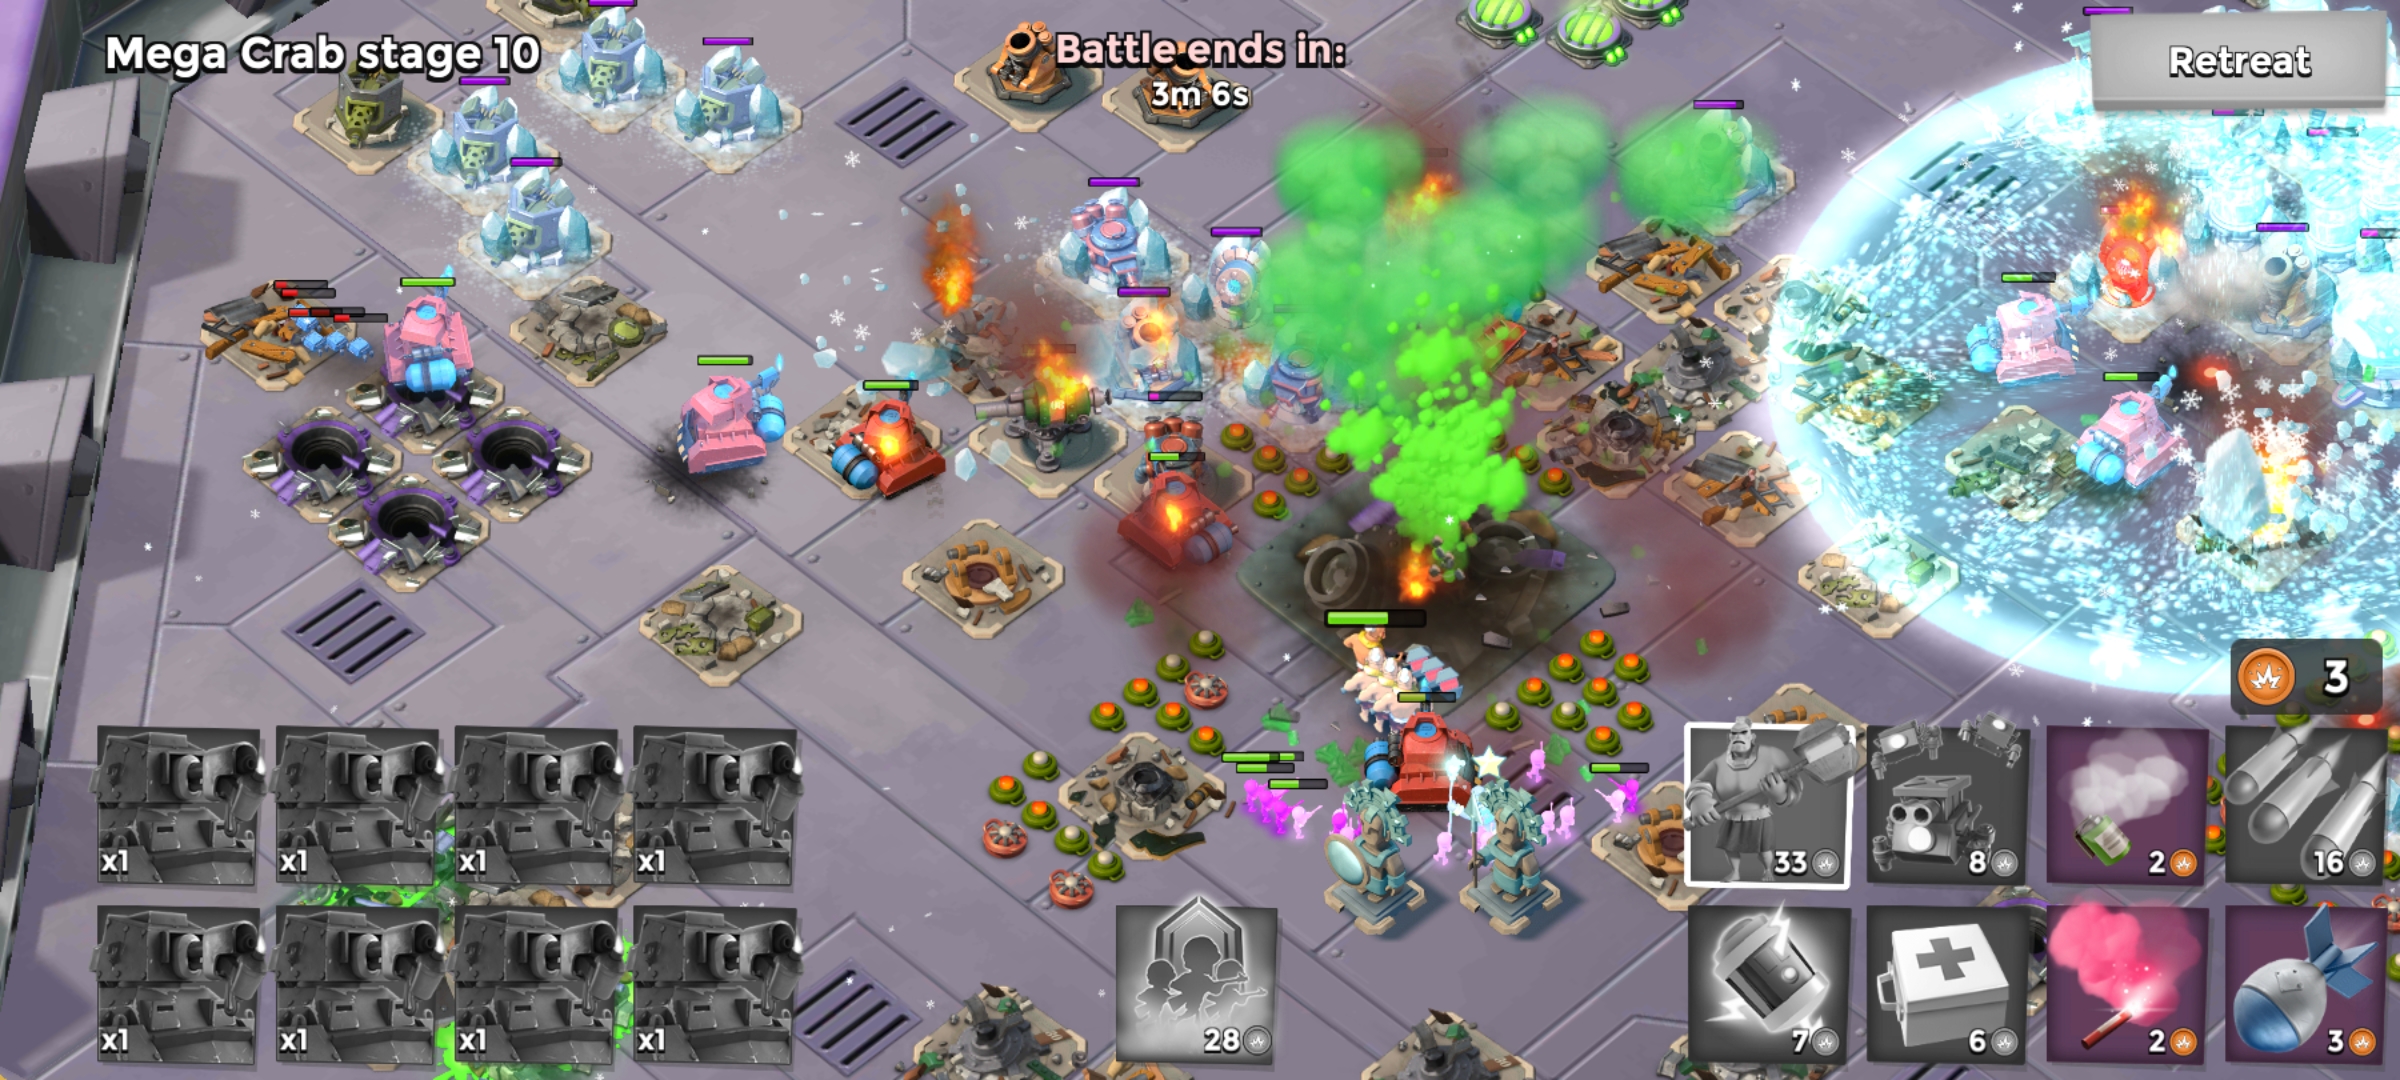 Mega Crab stage 10
Battle ends in:
3m 6s
Retreat
3
x1
x1
x1
x1
33
8
2
16
x1
x1
x1
x1
28
7
6
2
3